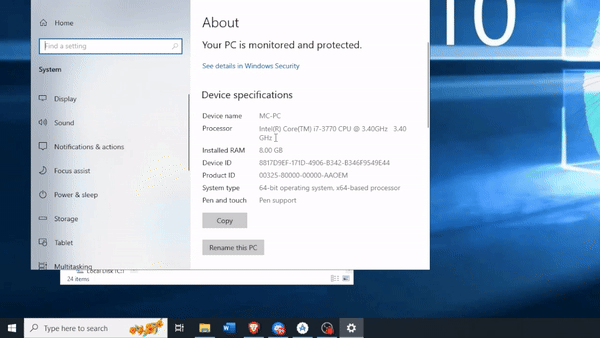 Home
Find a setting
System
Display
Sound
Notifications & actions
Focus assist
Power & sleep
Storage
Tablet
Multitasking
About
Your PC is monitored and protected.
See details in Windows Security
Device specifications
Device name MC-PC
Processor Intel(R) Core(TM) i7-3770 CPU @ 3.40GHz 3.40
GHz
Installed RAM 8.00 GB
Device ID 8817D9EF-171D-4906-B342-B346F9549E44
Product ID 00325-80000-00000-AAOEM
System type 64-bit operating system, x64-based processor
Pen and touch Pen support
Copy
Rename this PC
10
Local Disk (C:)
24 items
Type here to search